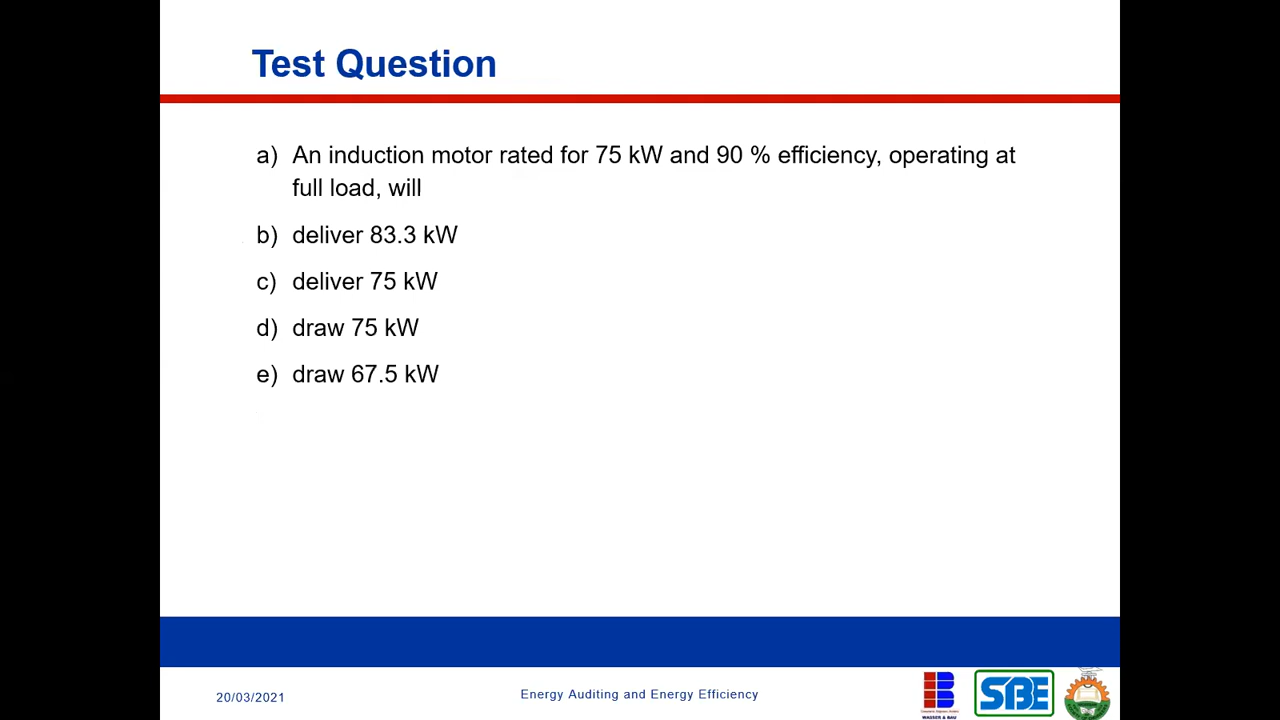 Test Question
a) An induction motor rated for 75 kW and 90 % efficiency, operating at
full load, will
b) deliver 83.3 kW
c) deliver 75 kW
d) draw 75 kW
e) draw 67.5 kW
20/03/2021
Energy Auditing and Energy Efficiency
WASSER & BAU
SBE